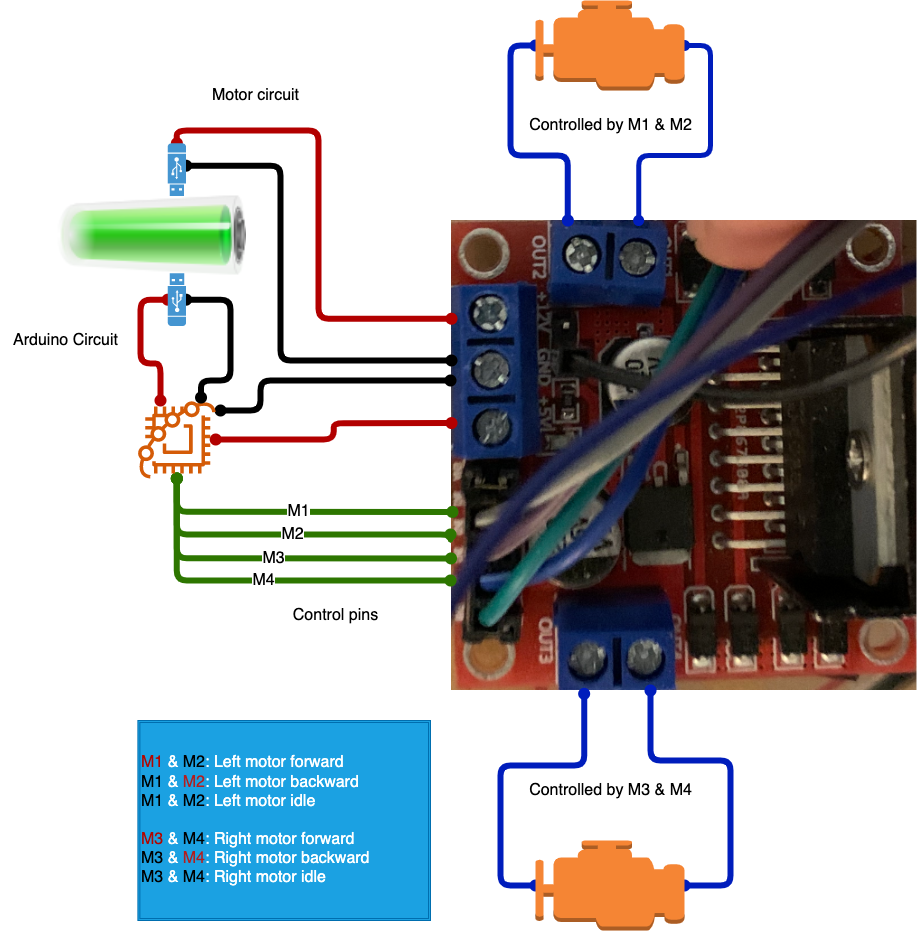 Motor circuit
Controlled by M1 & M2
OUT2
+12V
GND
+5V
Arduino Circuit
M1
M2
M3
M4
Control pins
OUT3
Controlled by M3 & M4
M1 & M2: Left motor forward
M1 & M2: Left motor backward
M1 & M2: Left motor idle
M3 & M4: Right motor forward
M3 & M4: Right motor backward
M3 & M4: Right motor idle